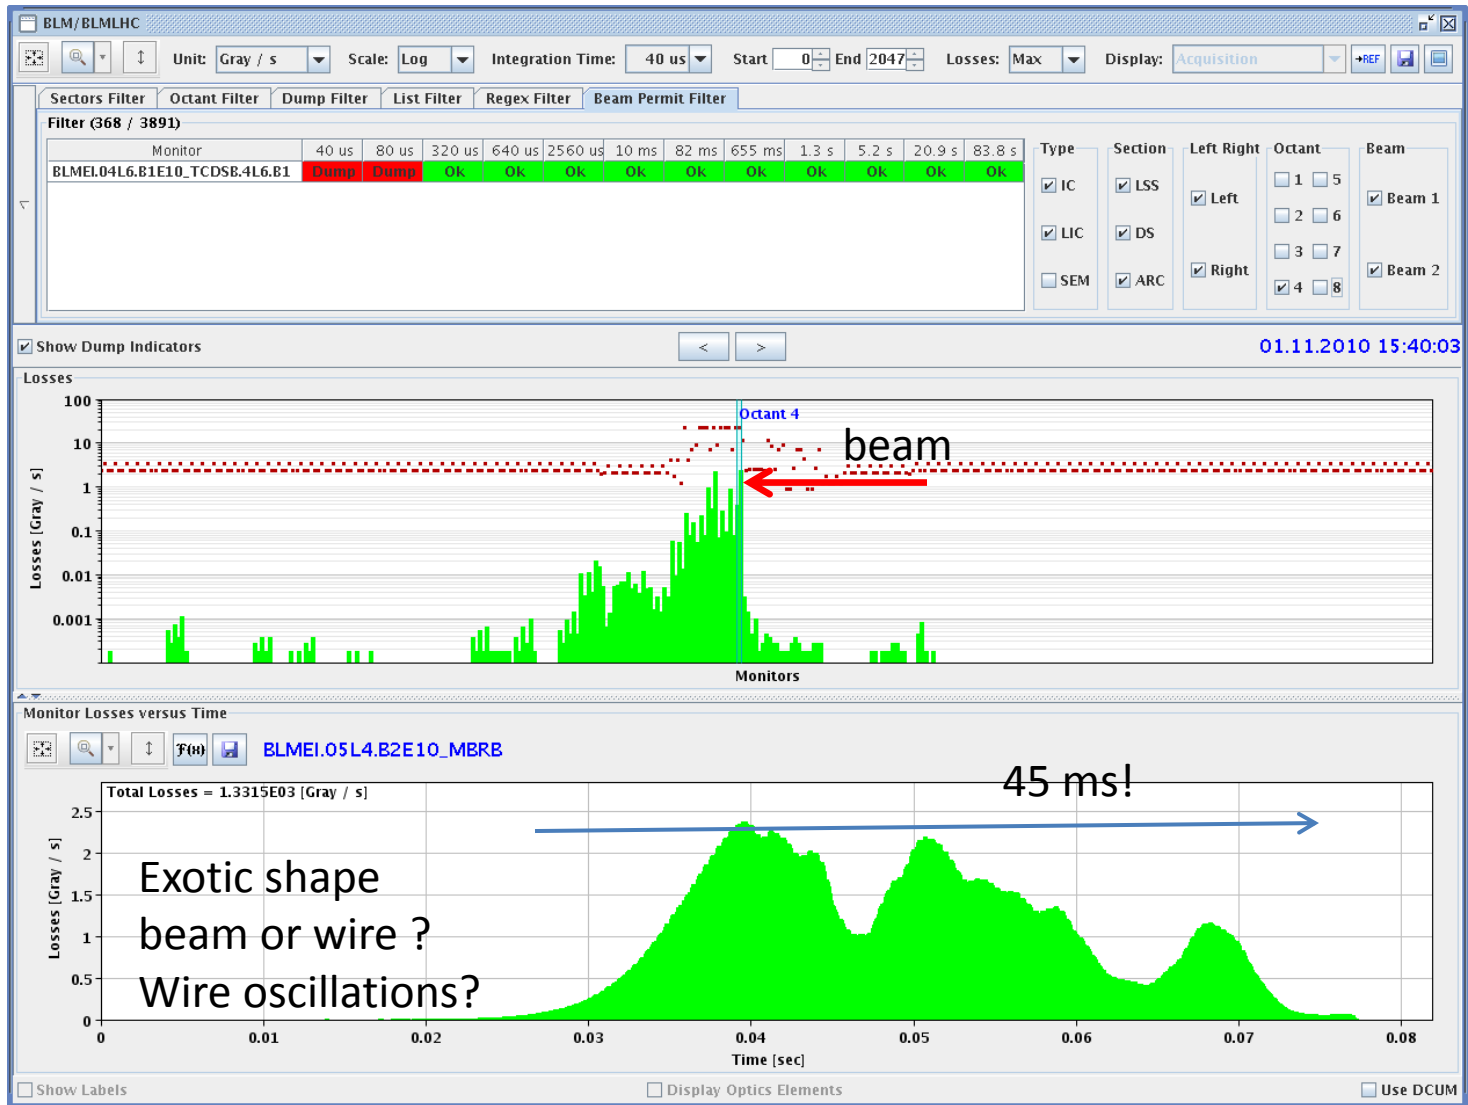 BLM/BLMLHC
Unit: Gray / s Scale: Log Integration Time: 40 us Start 0 End 2047 Losses: Max Display: Acquisition →REF
Sectors Filter Octant Filter Dump Filter List Filter Regex Filter Beam Permit Filter
Filter (368 / 3891)
Monitor 40 us 80 us 320 us 640 us 2560 us 10 ms 82 ms 655 ms 1.3 s 5.2 s 20.9 s 83.8 s
BLMEI.04L6.B1E10_TCDSB.4L6.B1 Dump Dump Ok Ok Ok Ok Ok Ok Ok Ok Ok Ok
Type Section Left Right Octant Beam
IC LSS Left 1 5 Beam 1
2 6
LIC DS 3 7
SEM ARC Right 4 8 Beam 2
Show Dump Indicators < > 01.11.2010 15:40:03
Losses
100
10
1
0.1
0.01
0.001
Losses [Gray / s]
Octant 4
beam
Monitors
Monitor Losses versus Time
F(x) BLMEI.05L4.B2E10_MBRB
45 ms!
Total Losses = 1.3315E03 [Gray / s]
2.5
2
1.5
1
0.5
0
Losses [Gray / s]
Exotic shape
beam or wire ?
Wire oscillations?
0 0.01 0.02 0.03 0.04 0.05 0.06 0.07 0.08
Time [sec]
Show Labels Display Optics Elements Use DCUM